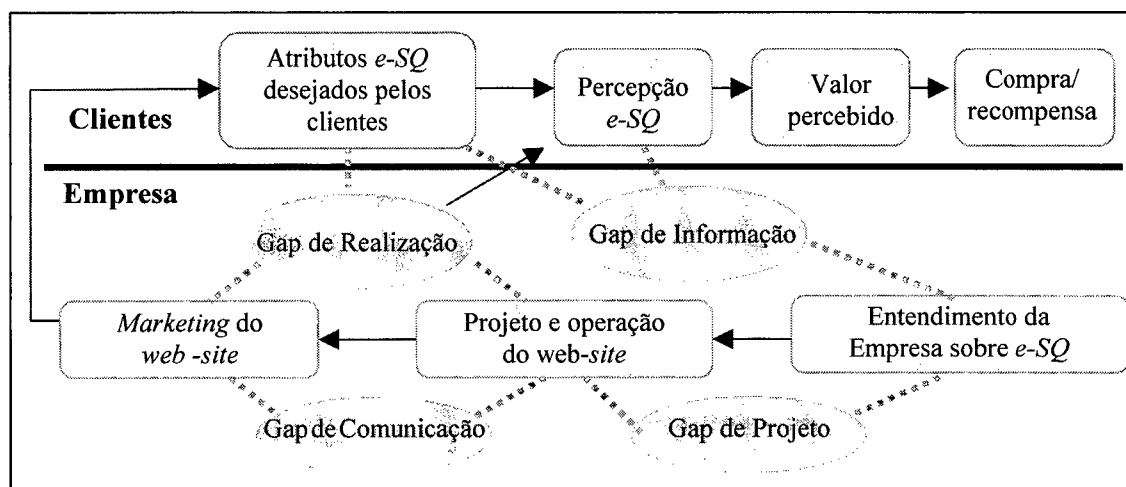 Atributos e-SQ
desejados pelos
clientes
Percepção
e-SQ
Valor
percebido
Compra/
recompensa
Clientes
Empresa
Gap de Realização
Gap de Informação
Marketing do
web -site
Projeto e operação
do web-site
Entendimento da
Empresa sobre e-SQ
Gap de Comunicação
Gap de Projeto